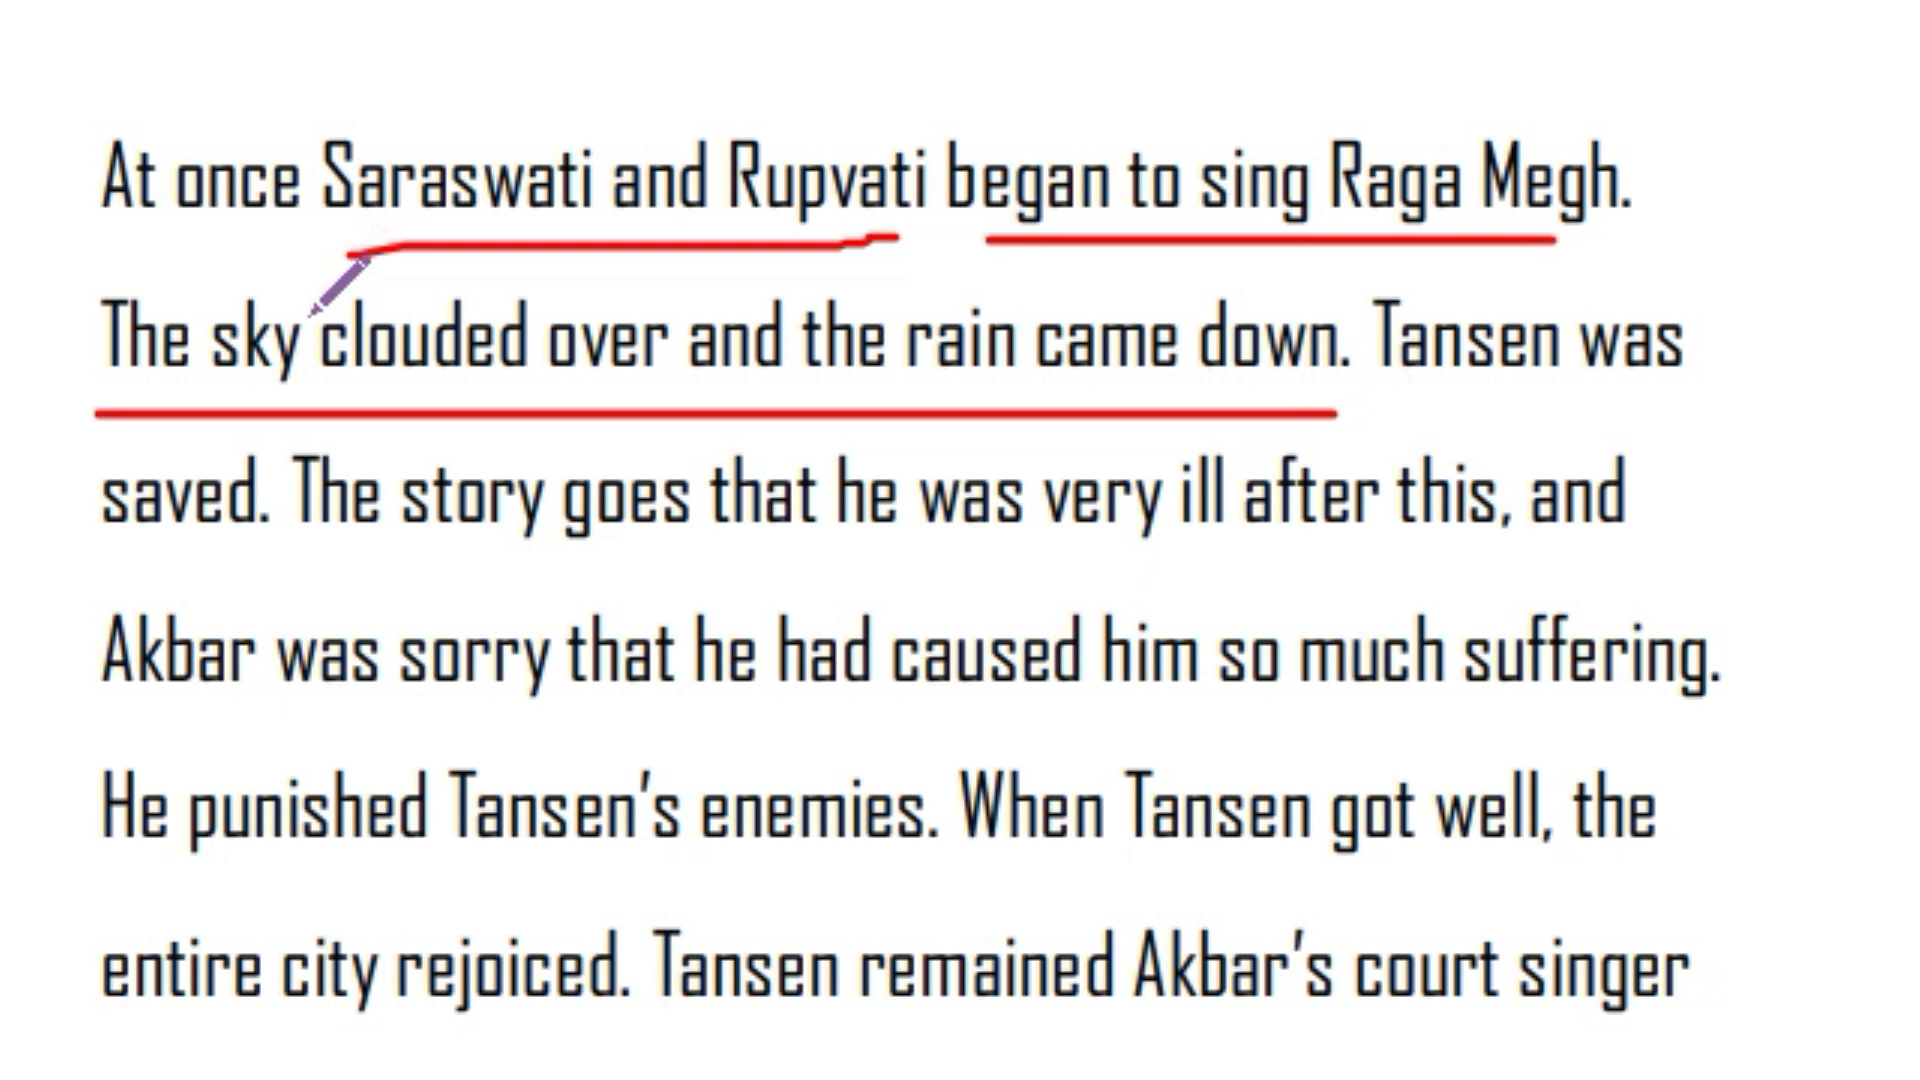 At once Saraswati and Rupvati began to sing Raga Megh.
The sky clouded over and the rain came down. Tansen was
saved. The story goes that he was very ill after this, and
Akbar was sorry that he had caused him so much suffering.
He punished Tansen’s enemies. When Tansen got well, the
entire city rejoiced. Tansen remained Akbar’s court singer